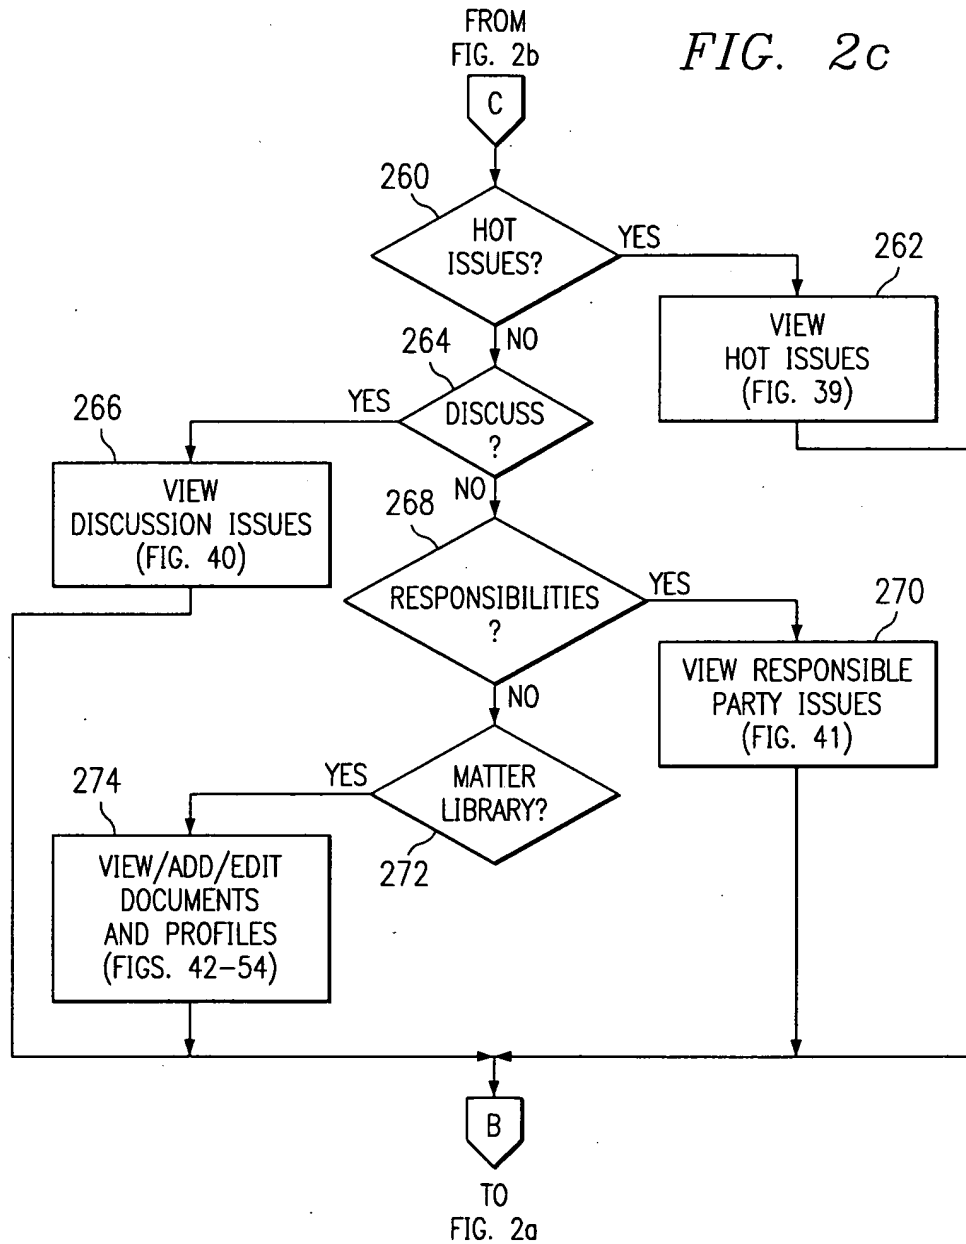 FROM
FIG. 2b
FIG. 2c
C
260
HOT
ISSUES?
YES
262
VIEW
HOT ISSUES
(FIG. 39)
NO
264
DISCUSS
?
YES
266
VIEW
DISCUSSION ISSUES
(FIG. 40)
NO
268
RESPONSIBILITIES
?
YES
270
VIEW RESPONSIBLE
PARTY ISSUES
(FIG. 41)
NO
MATTER
LIBRARY?
272
YES
274
VIEW/ADD/EDIT
DOCUMENTS
AND PROFILES
(FIGS. 42-54)
B
TO
FIG. 2a